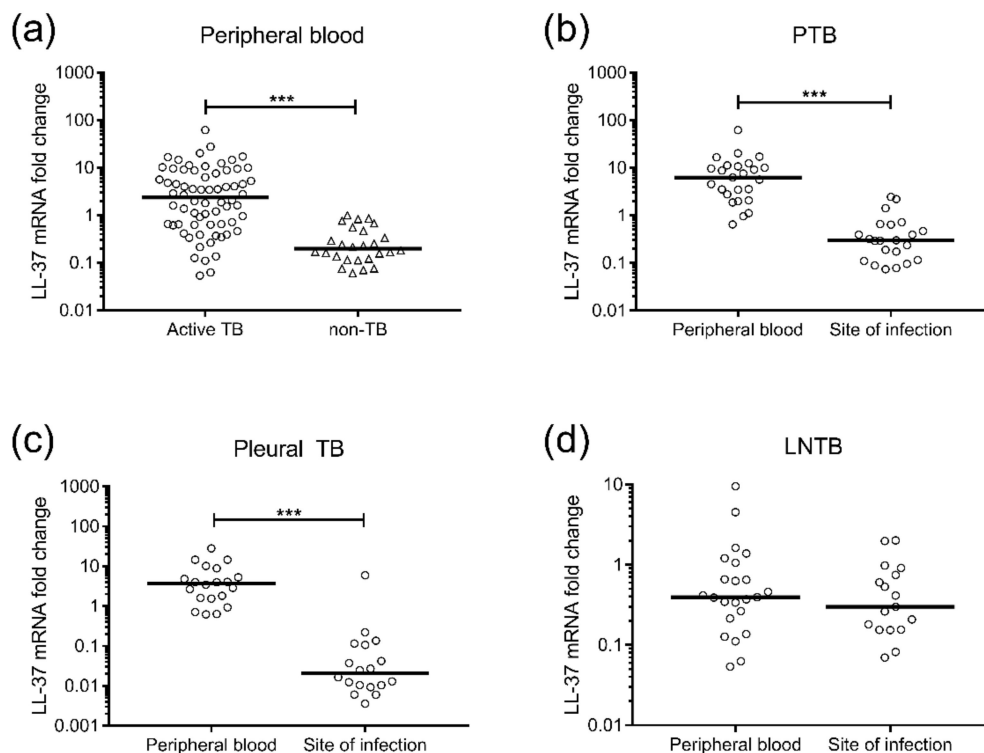 (a)
Peripheral blood
LL-37 mRNA fold change
1000
100
10
1
0.1
0.01
***
Active TB
non-TB
(b)
PTB
LL-37 mRNA fold change
1000
100
10
1
0.1
0.01
***
Peripheral blood
Site of infection
(c)
Pleural TB
LL-37 mRNA fold change
1000
100
10
1
0.1
0.01
0.001
***
Peripheral blood
Site of infection
(d)
LNTB
LL-37 mRNA fold change
10
1
0.1
0.01
Peripheral blood
Site of infection